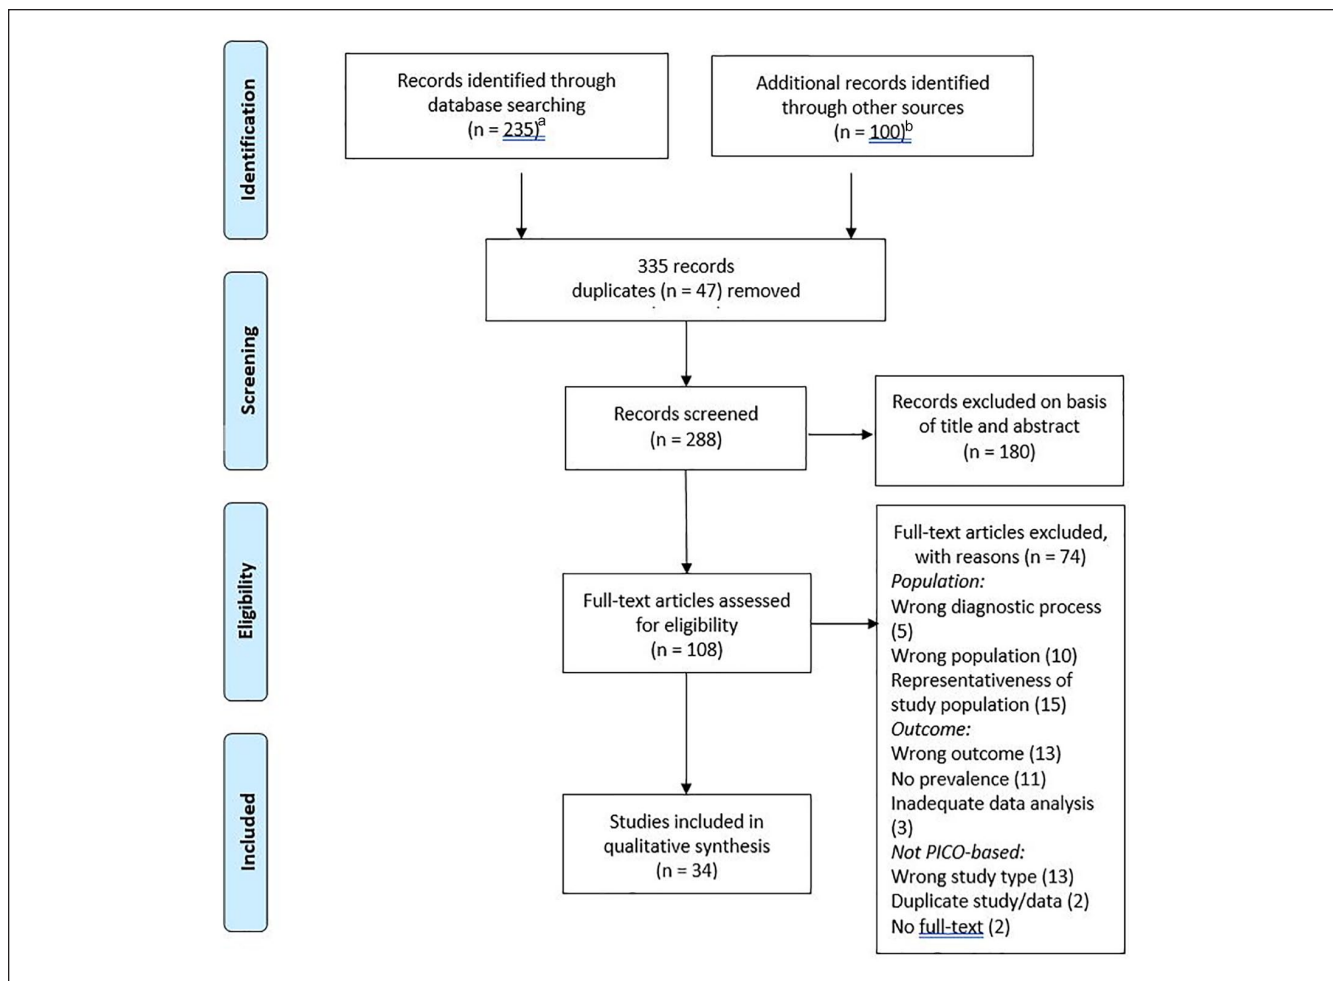 Identification
Records identified through
database searching
(n = 235)a
Additional records identified
through other sources
(n = 100)b
335 records
duplicates (n = 47) removed
Screening
Records screened
(n = 288)
Records excluded on basis
of title and abstract
(n = 180)
Eligibility
Full-text articles assessed
for eligibility
(n = 108)
Full-text articles excluded,
with reasons (n = 74)
Population:
Wrong diagnostic process
(5)
Wrong population (10)
Representativeness of
study population (15)
Outcome:
Wrong outcome (13)
No prevalence (11)
Inadequate data analysis
(3)
Not PICO-based:
Wrong study type (13)
Duplicate study/data (2)
No full-text (2)
Included
Studies included in
qualitative synthesis
(n = 34)